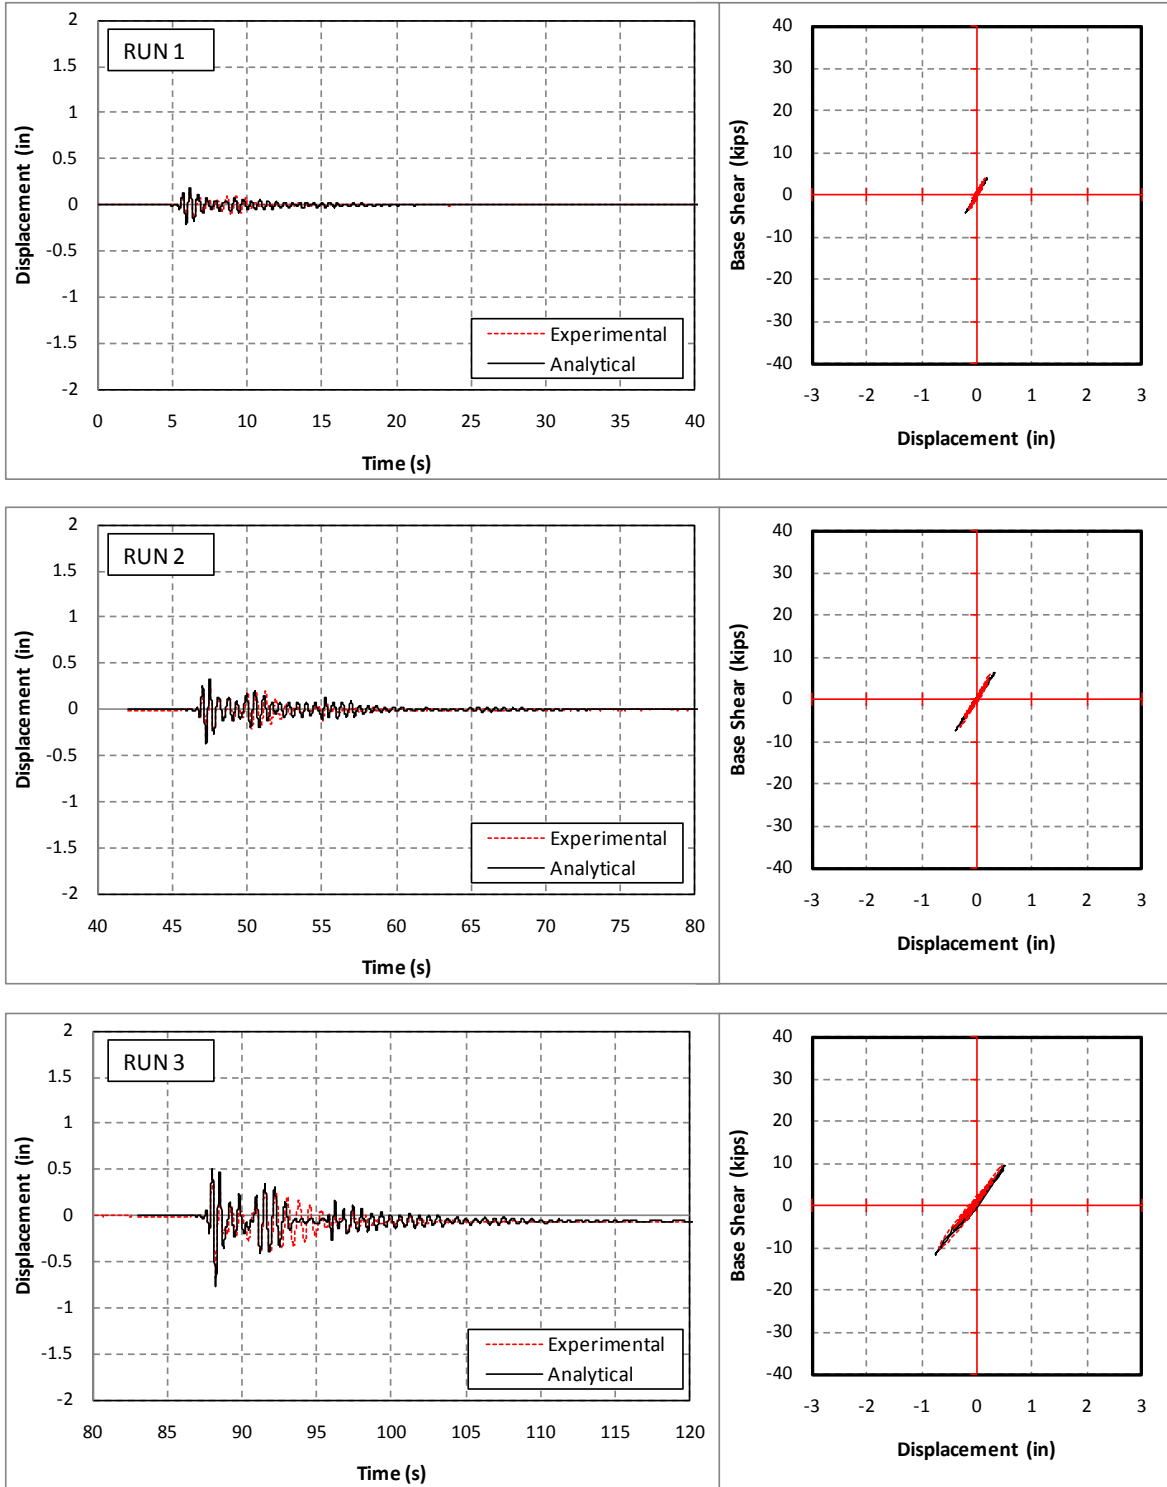 RUN 1
2
1.5
1
0.5
0
-0.5
-1
-1.5
-2
Displacement (in)
0 5 10 15 20 25 30 35 40
Time (s)
Experimental
Analytical
40
30
20
10
0
-10
-20
-30
-40
Base Shear (kips)
-3 -2 -1 0 1 2 3
Displacement (in)
RUN 2
2
1.5
1
0.5
0
-0.5
-1
-1.5
-2
Displacement (in)
40 45 50 55 60 65 70 75 80
Time (s)
Experimental
Analytical
40
30
20
10
0
-10
-20
-30
-40
Base Shear (kips)
-3 -2 -1 0 1 2 3
Displacement (in)
RUN 3
2
1.5
1
0.5
0
-0.5
-1
-1.5
-2
Displacement (in)
80 85 90 95 100 105 110 115 120
Time (s)
Experimental
Analytical
40
30
20
10
0
-10
-20
-30
-40
Base Shear (kips)
-3 -2 -1 0 1 2 3
Displacement (in)